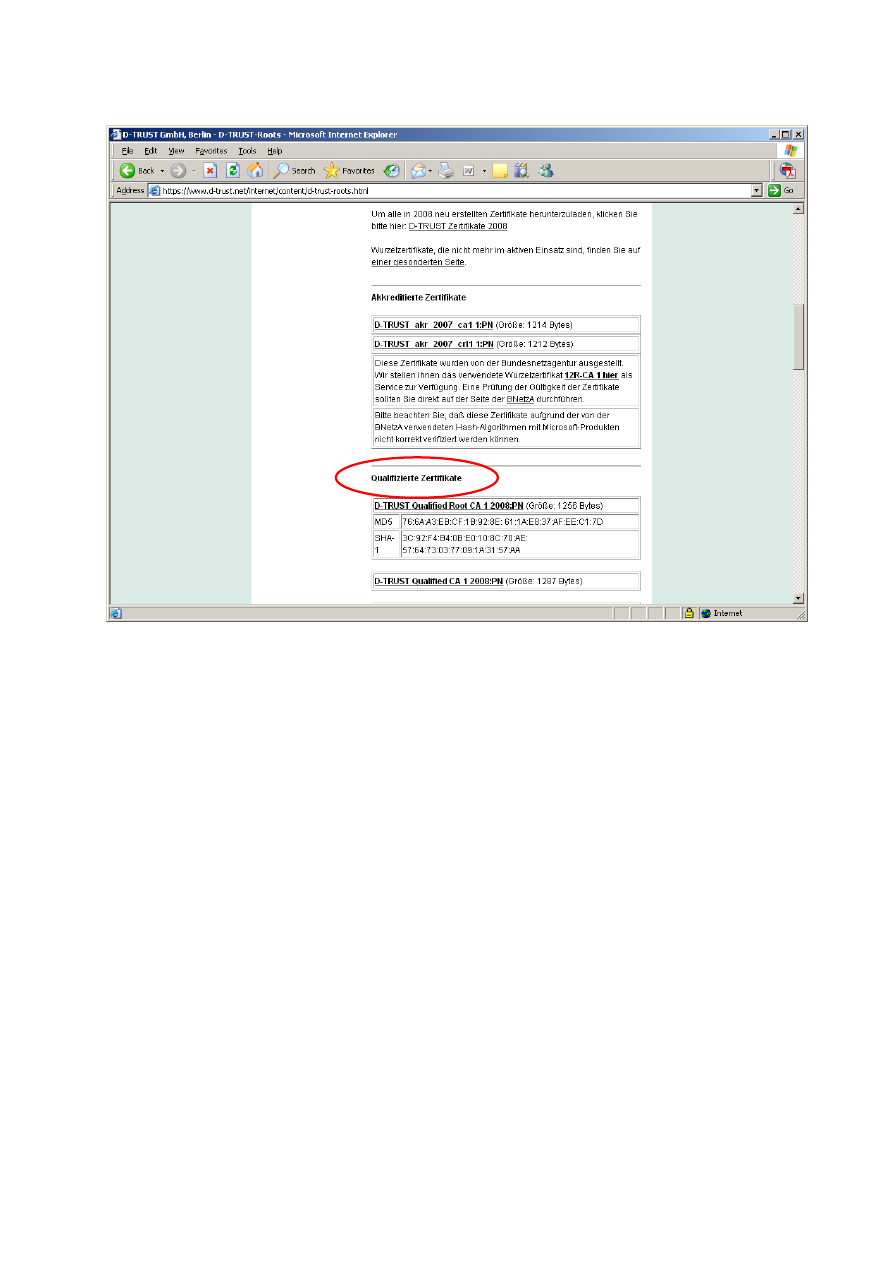 D-TRUST GmbH, Berlin - D-TRUST-Roots - Microsoft Internet Explorer
File Edit View Favorites Tools Help
Back Search Favorites
Address https://www.d-trust.net/internet/content/d-trust-roots.html Go
Um alle in 2008 neu erstellten Zertifikate herunterzuladen, klicken Sie
bitte hier: D-TRUST Zertifikate 2008
Wurzelzertifikate, die nicht mehr im aktiven Einsatz sind, finden Sie auf
einer gesonderten Seite.
Akkreditierte Zertifikate
D-TRUST_akr_2007_ca1 1:PN (Größe: 1214 Bytes)
D-TRUST_akr_2007_crl1 1:PN (Größe: 1212 Bytes)
Diese Zertifikate wurden von der Bundesnetzagentur ausgestellt.
Wir stellen Ihnen das verwendete Wurzelzertifikat 12R-CA 1 hier als
Service zur Verfügung. Eine Prüfung der Gültigkeit der Zertifikate
sollten Sie direkt auf der Seite der BNetzA durchführen.
Bitte beachten Sie, daß diese Zertifikate aufgrund der von der
BNetzA verwendeten Hash-Algorithmen mit Microsoft-Produkten
nicht korrekt verifiziert werden können.
Qualifizierte Zertifikate
D-TRUST Qualified Root CA 1 2008:PN (Größe: 1256 Bytes)
MD5 76:6A:A3:EB:CF:1B:92:8E: 61:1A:E8:37:AF:EE:C1:7D
SHA- 3C:92:F4:B4:0B:E0:10:8C:70:AE:
1 57:64:73:03:77:09:1A:31:57:AA
D-TRUST Qualified CA 1 2008:PN (Größe: 1297 Bytes)
Internet